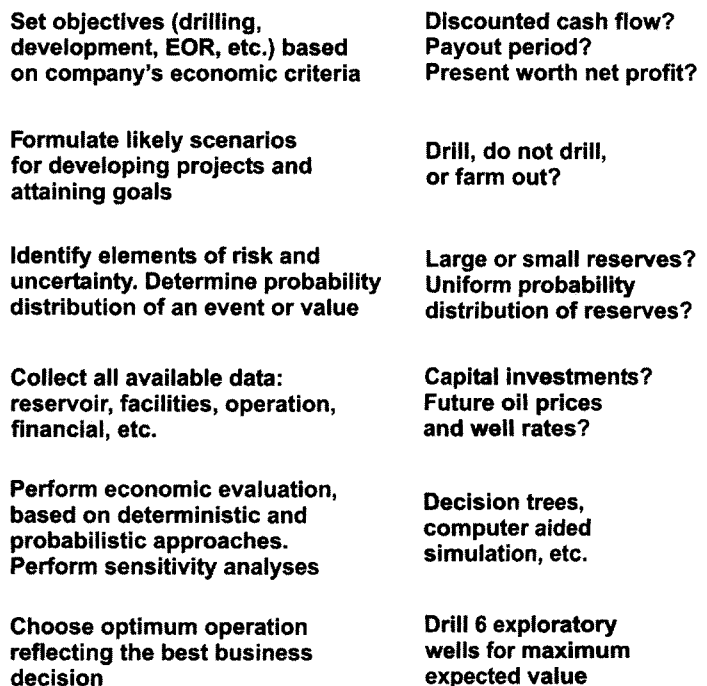 Set objectives (drilling,
development, EOR, etc.) based
on company's economic criteria
Discounted cash flow?
Payout period?
Present worth net profit?
Formulate likely scenarios
for developing projects and
attaining goals
Drill, do not drill,
or farm out?
Identify elements of risk and
uncertainty. Determine probability
distribution of an event or value
Large or small reserves?
Uniform probability
distribution of reserves?
Collect all available data:
reservoir, facilities, operation,
financial, etc.
Capital investments?
Future oil prices
and well rates?
Perform economic evaluation,
based on deterministic and
probabilistic approaches.
Perform sensitivity analyses
Decision trees,
computer aided
simulation, etc.
Choose optimum operation
reflecting the best business
decision
Drill 6 exploratory
wells for maximum
expected value